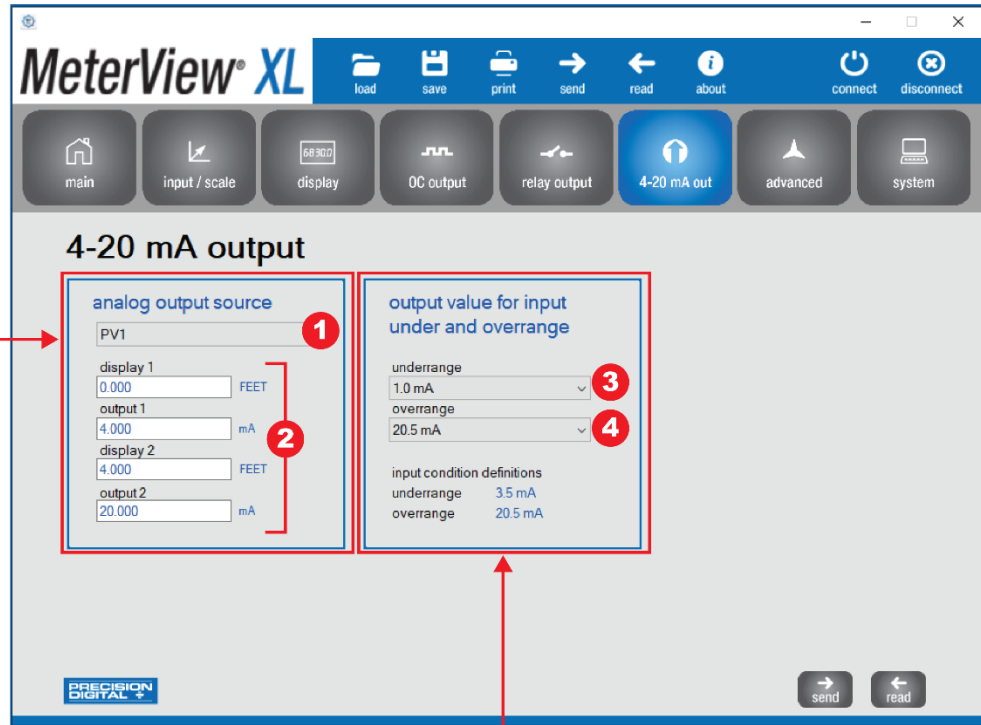 MeterView® XL
load save print send read about connect disconnect
68300
main input / scale display OC output relay output 4-20 mA out advanced system
4-20 mA output
analog output source
PV1
1
display 1
0.000 FEET
output 1
4.000 mA
2
display 2
4.000 FEET
output 2
20.000 mA
output value for input
under and overrange
underrange
1.0 mA
3
overrange
20.5 mA
4
input condition definitions
underrange 3.5 mA
overrange 20.5 mA
PRECISION
DIGITAL
send read